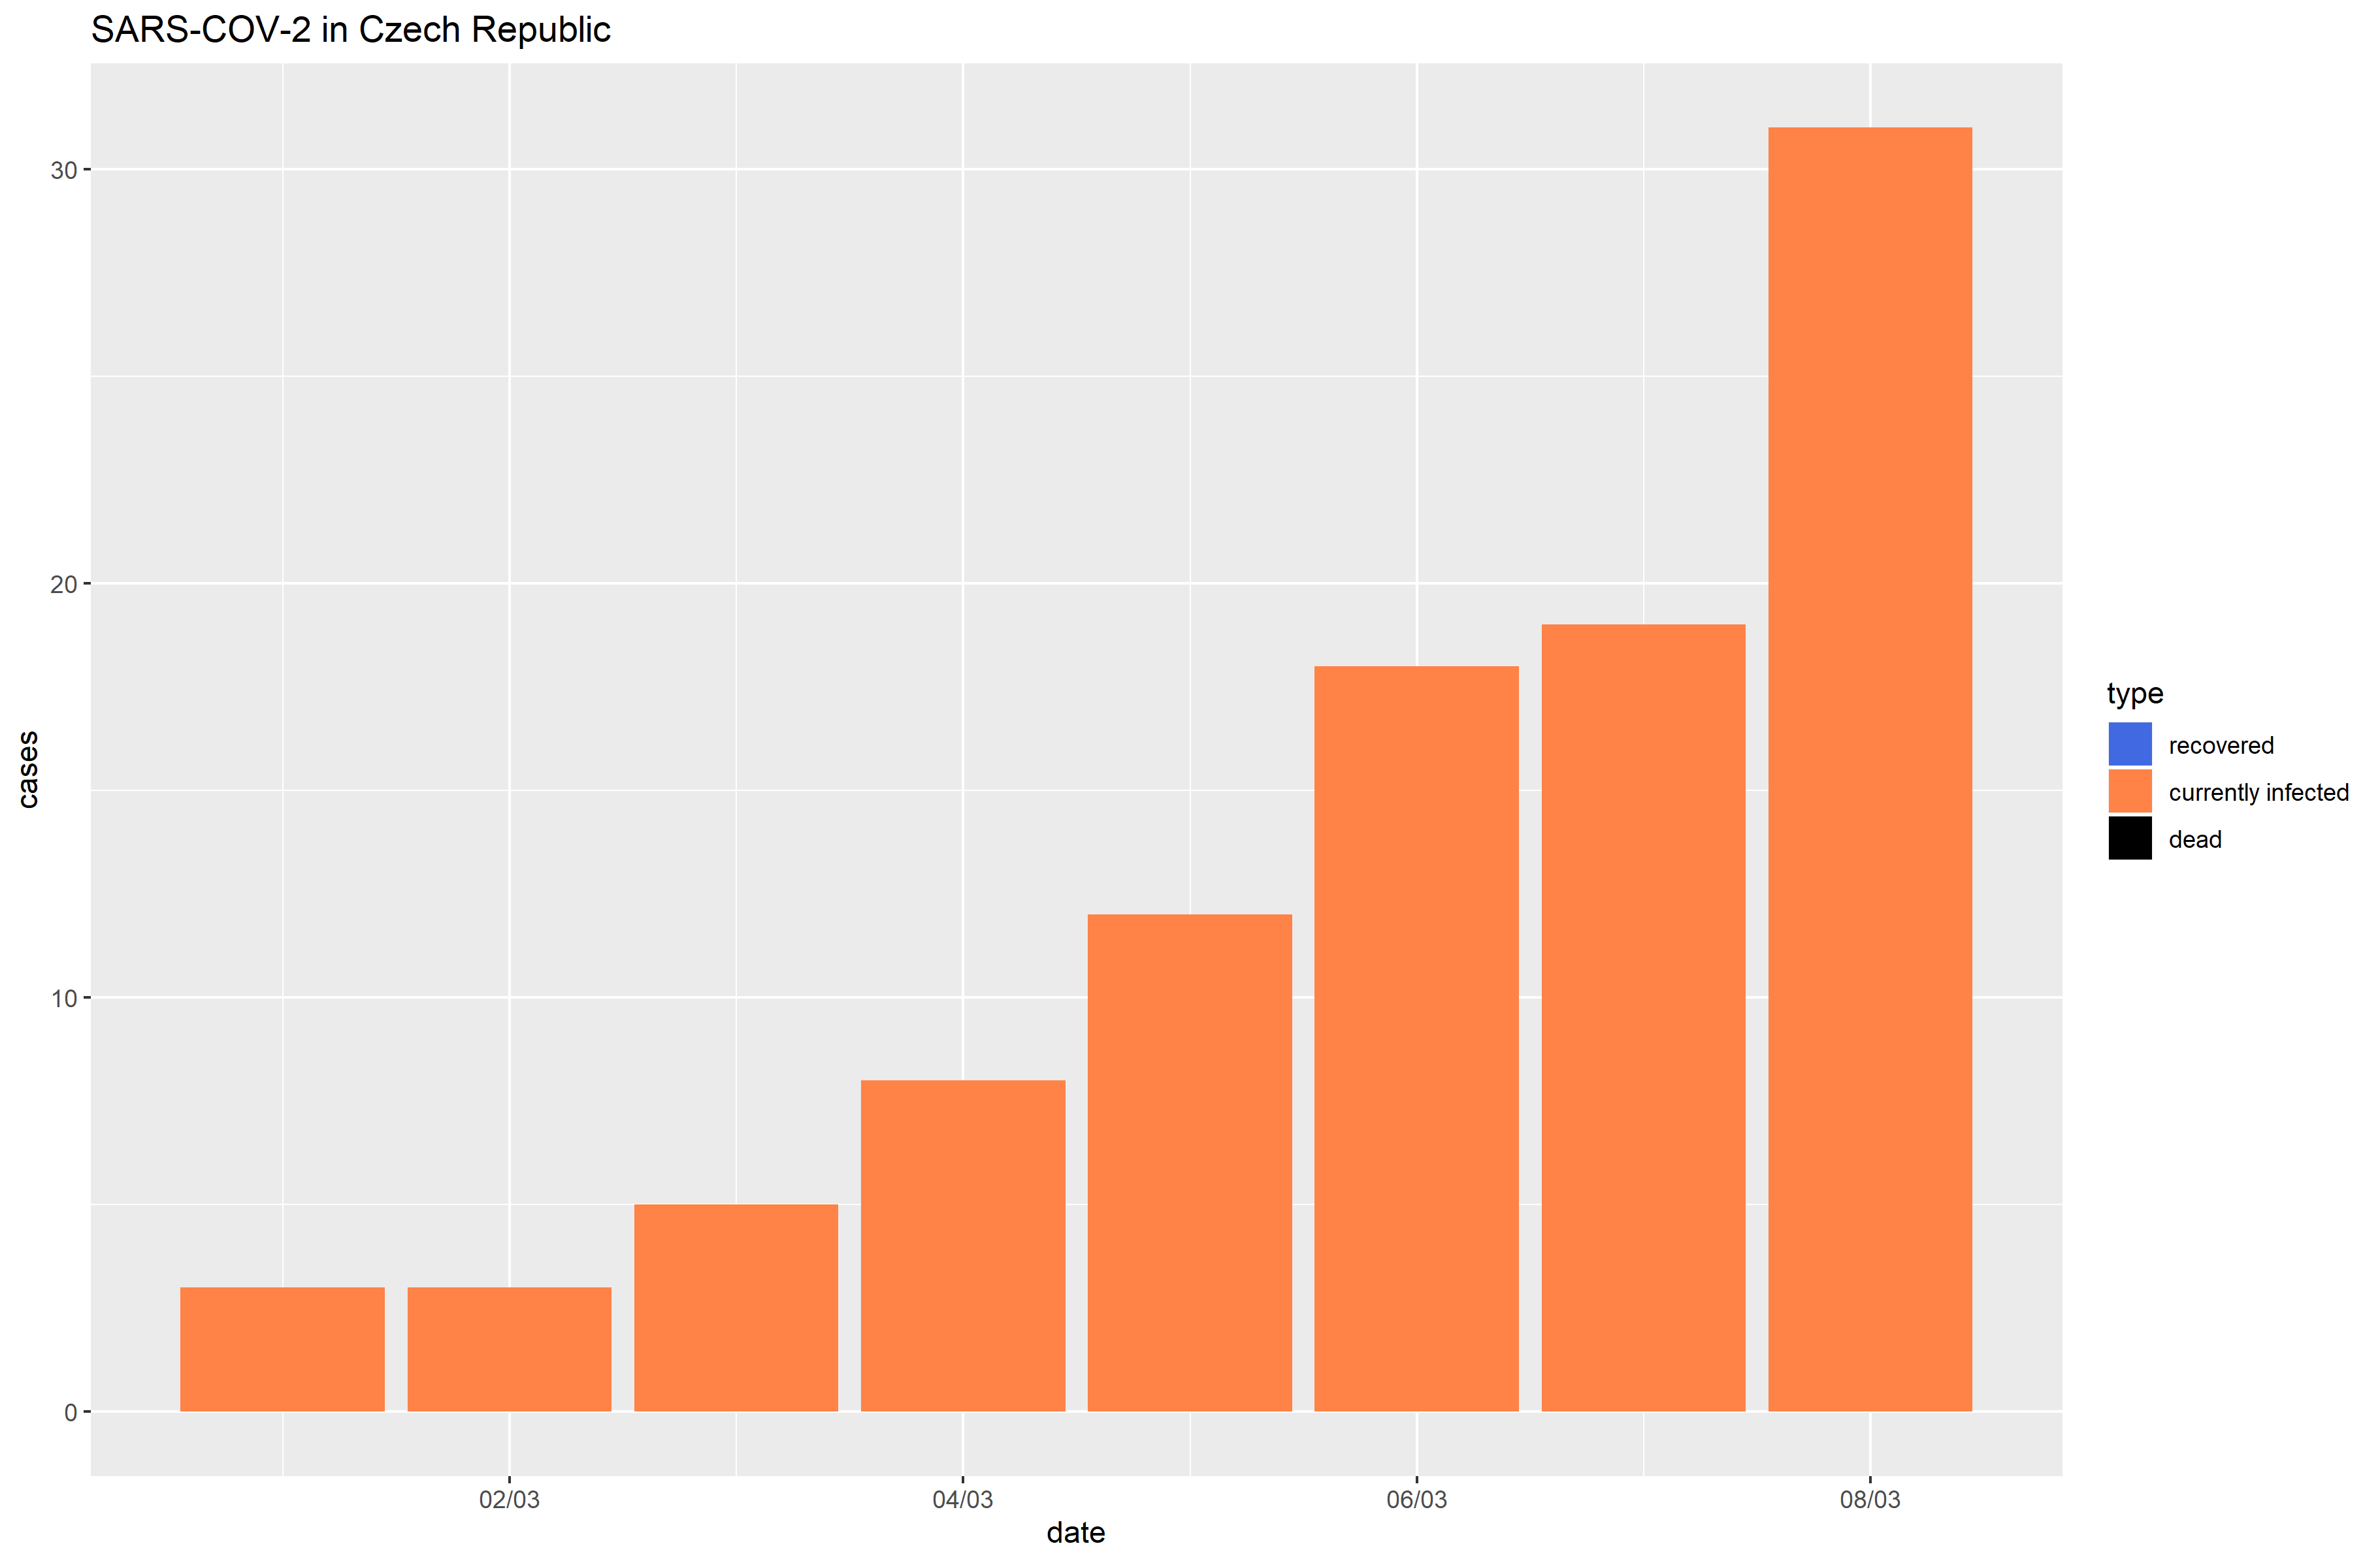 SARS-COV-2 in Czech Republic
30
20
10
0
cases
02/03
04/03
06/03
08/03
date
type
recovered
currently infected
dead